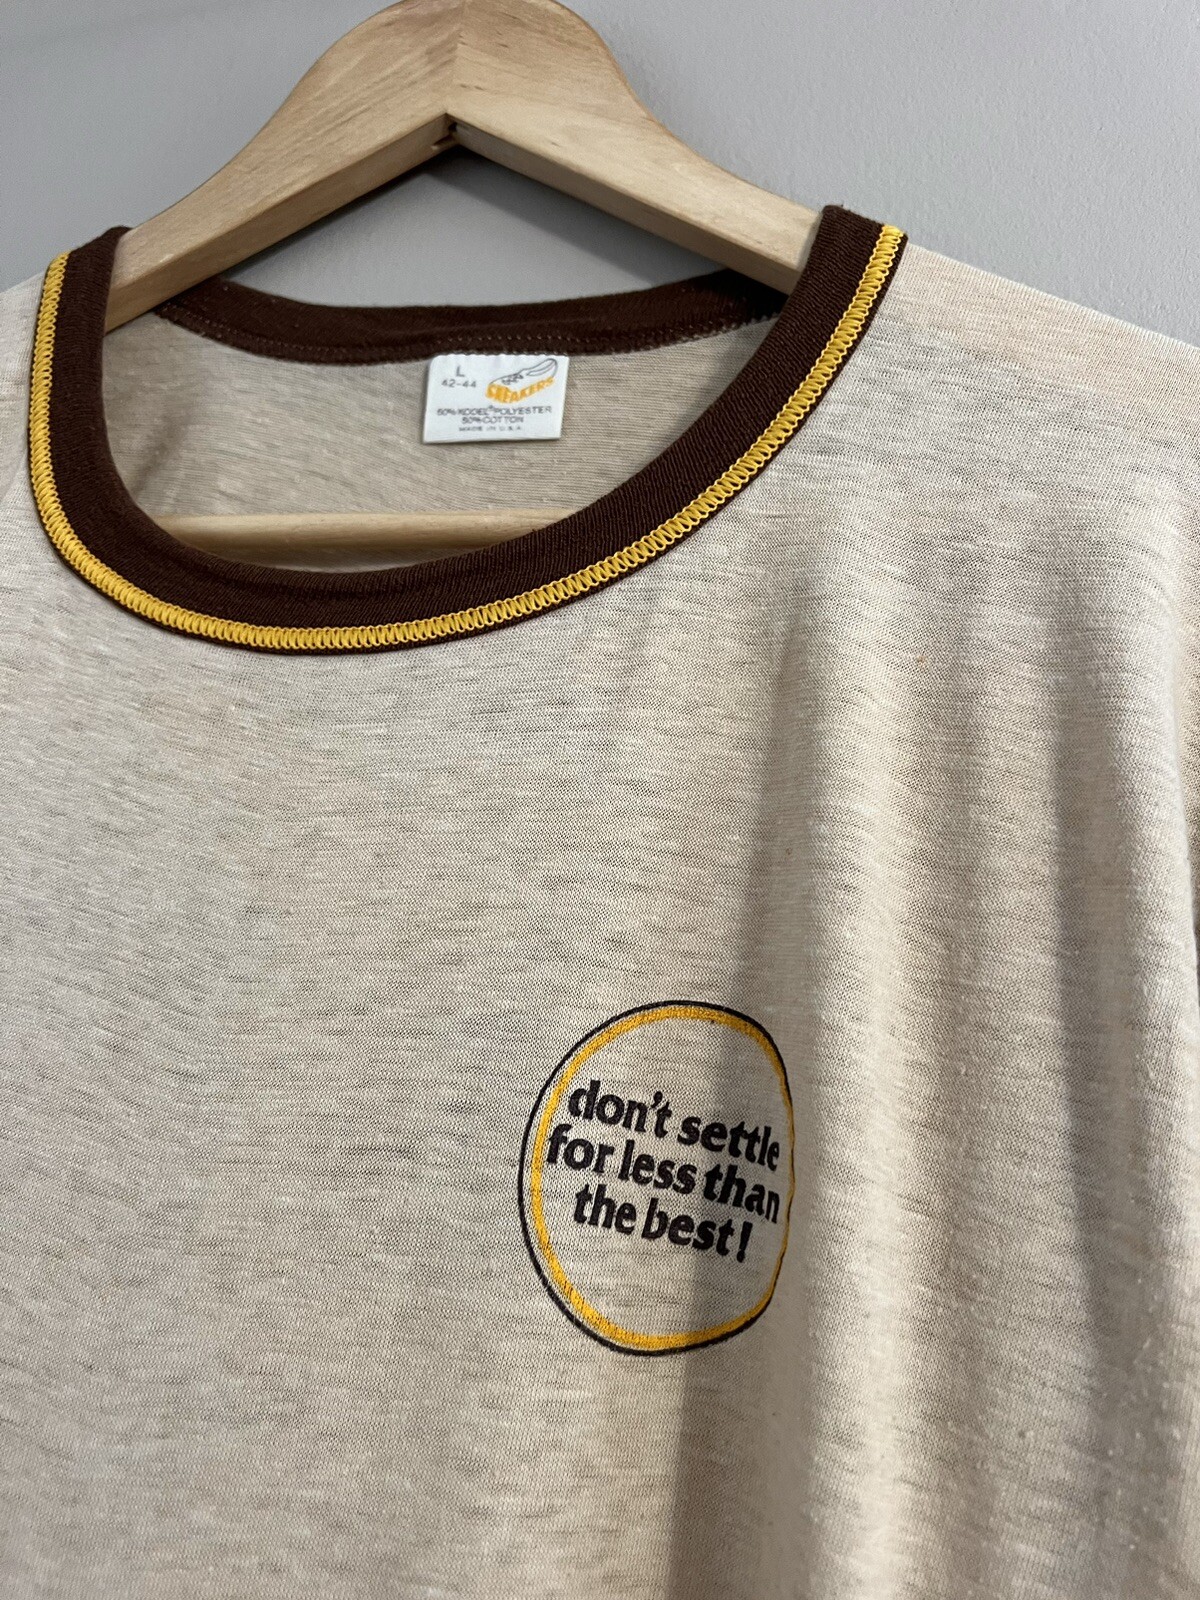 L
42-44
SNEAKERS
50% KODEL® POLYESTER
50% COTTON
MADE IN U.S.A.
don't settle
for less than
the best!